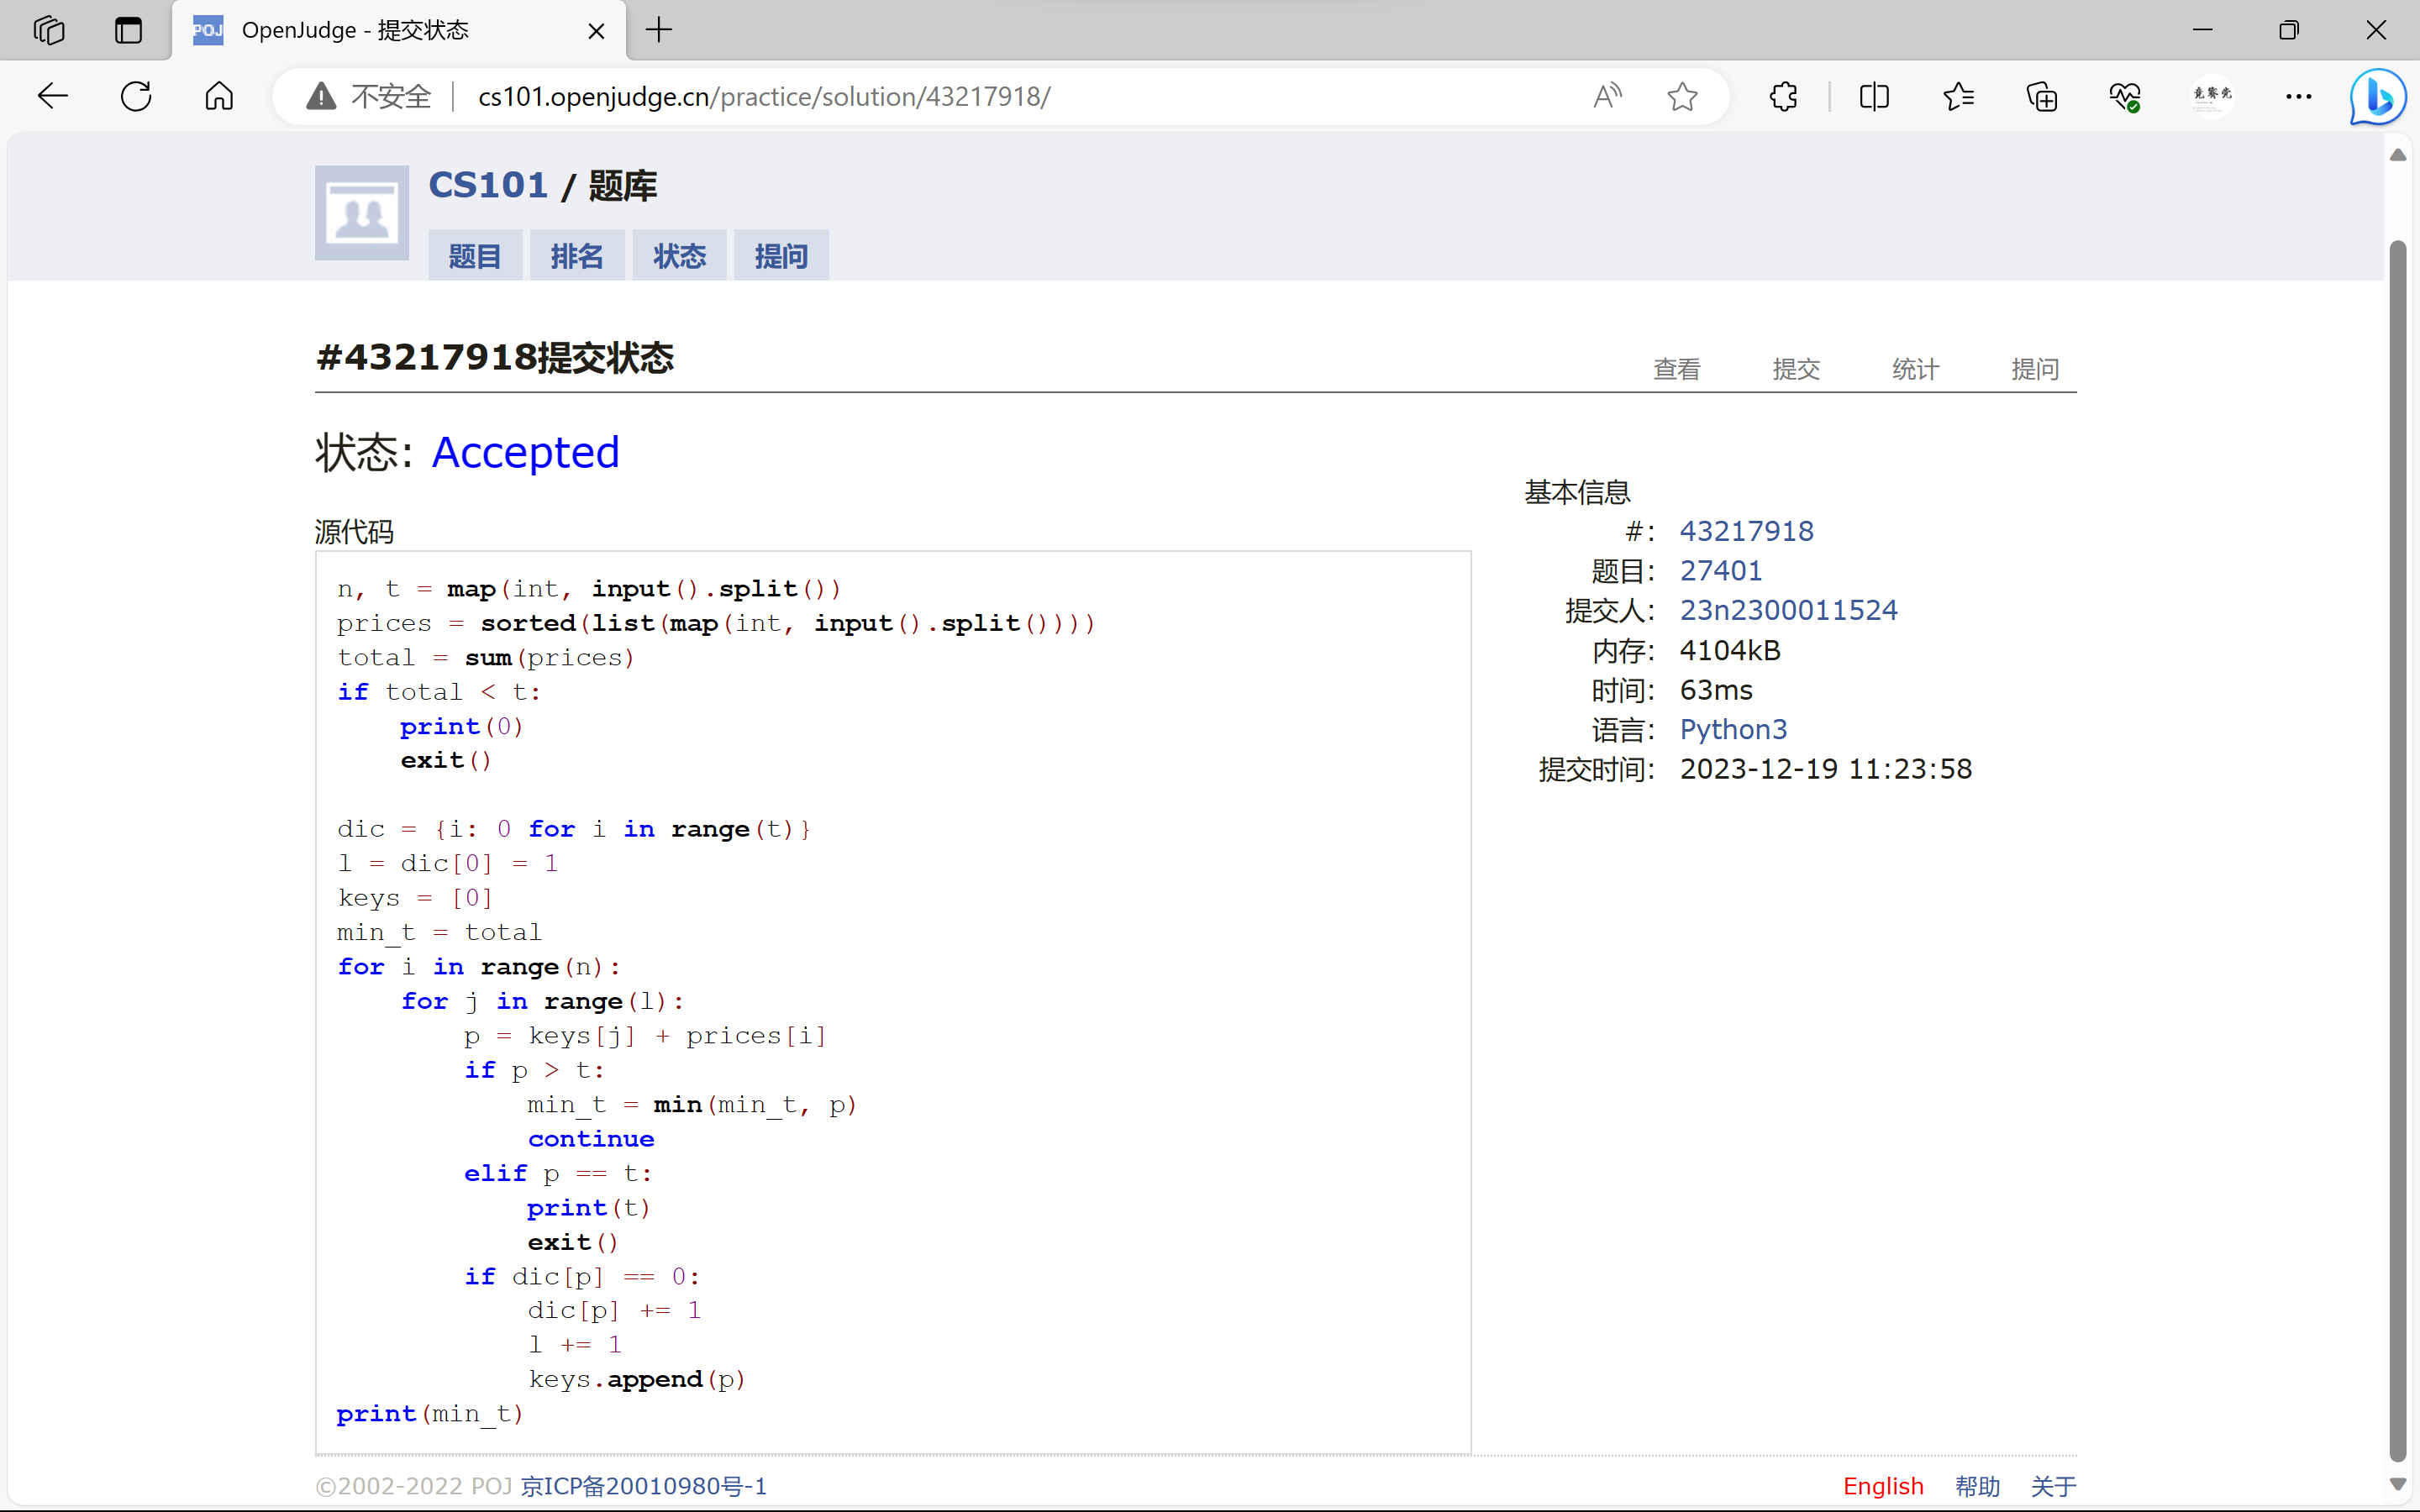 OpenJudge - 提交状态
不安全 cs101.openjudge.cn/practice/solution/43217918/
CS101 / 题库
题目 排名 状态 提问
#43217918提交状态
查看 提交 统计 提问
状态: Accepted
源代码
n, t = map(int, input().split())
prices = sorted(list(map(int, input().split())))
total = sum(prices)
if total < t:
    print(0)
    exit()
dic = {i: 0 for i in range(t)}
l = dic[0] = 1
keys = [0]
min_t = total
for i in range(n):
    for j in range(l):
        p = keys[j] + prices[i]
        if p > t:
            min_t = min(min_t, p)
            continue
        elif p == t:
            print(t)
            exit()
        if dic[p] == 0:
            dic[p] += 1
            l += 1
            keys.append(p)
print(min_t)
基本信息
#: 43217918
题目: 27401
提交人: 23n2300011524
内存: 4104kB
时间: 63ms
语言: Python3
提交时间: 2023-12-19 11:23:58
©2002-2022 POJ 京ICP备20010980号-1
English 帮助 关于